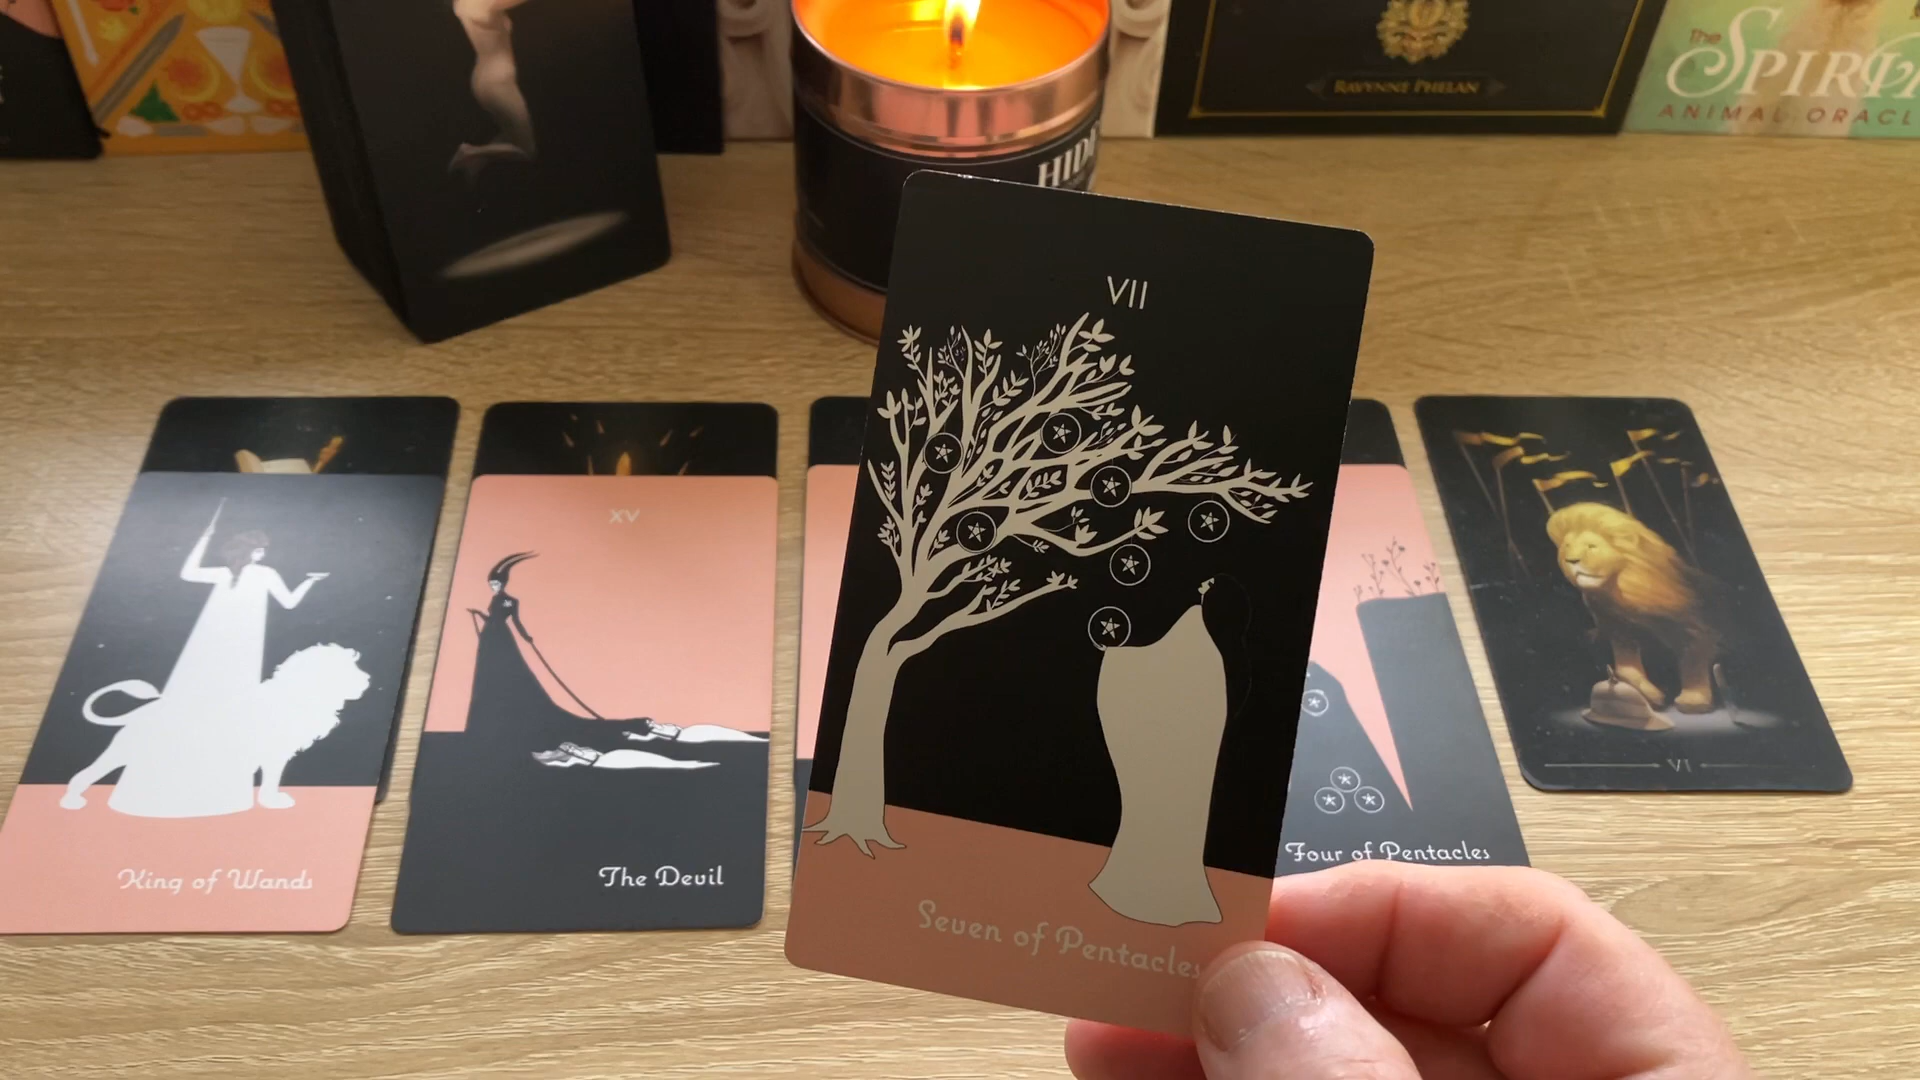 RAVYNNE PHELAN
The
SPIRIT
ANIMAL ORACL
HIDD
VII
XV
VI
Four of Pentacles
King of Wands
The Devil
Seven of Pentacles